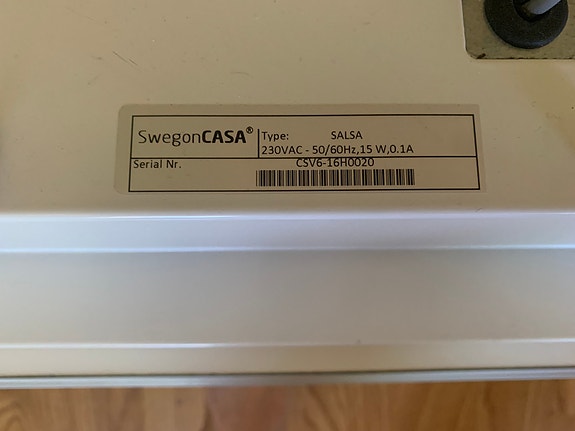 SwegonCASA® Type: SALSA
230VAC - 50/60Hz,15 W,0.1A
Serial Nr. CSV6-16H0020